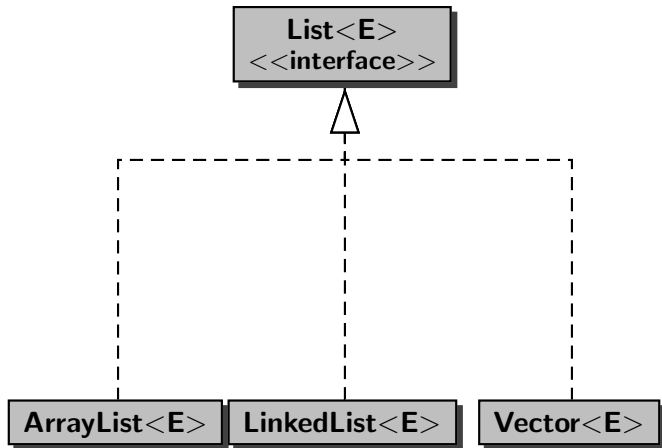 List<E>
<<interface>>
ArrayList<E>
LinkedList<E>
Vector<E>